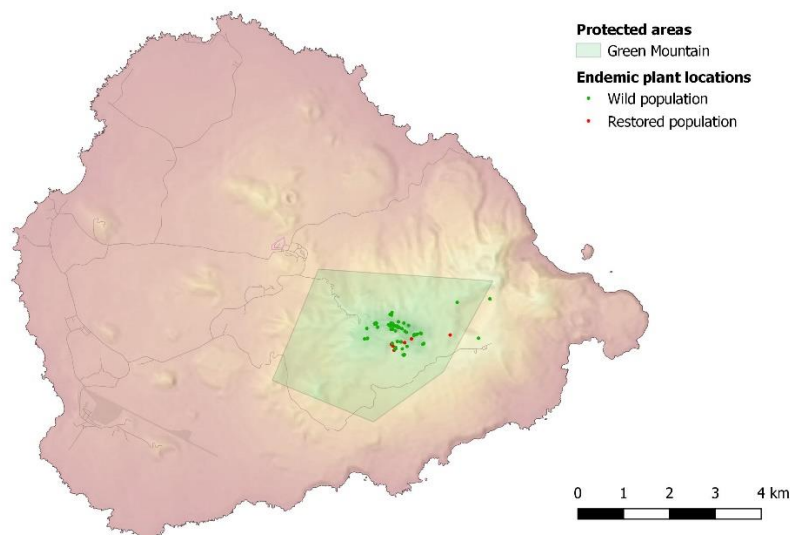 Protected areas
Green Mountain
Endemic plant locations
Wild population
Restored population
0 1 2 3 4 km